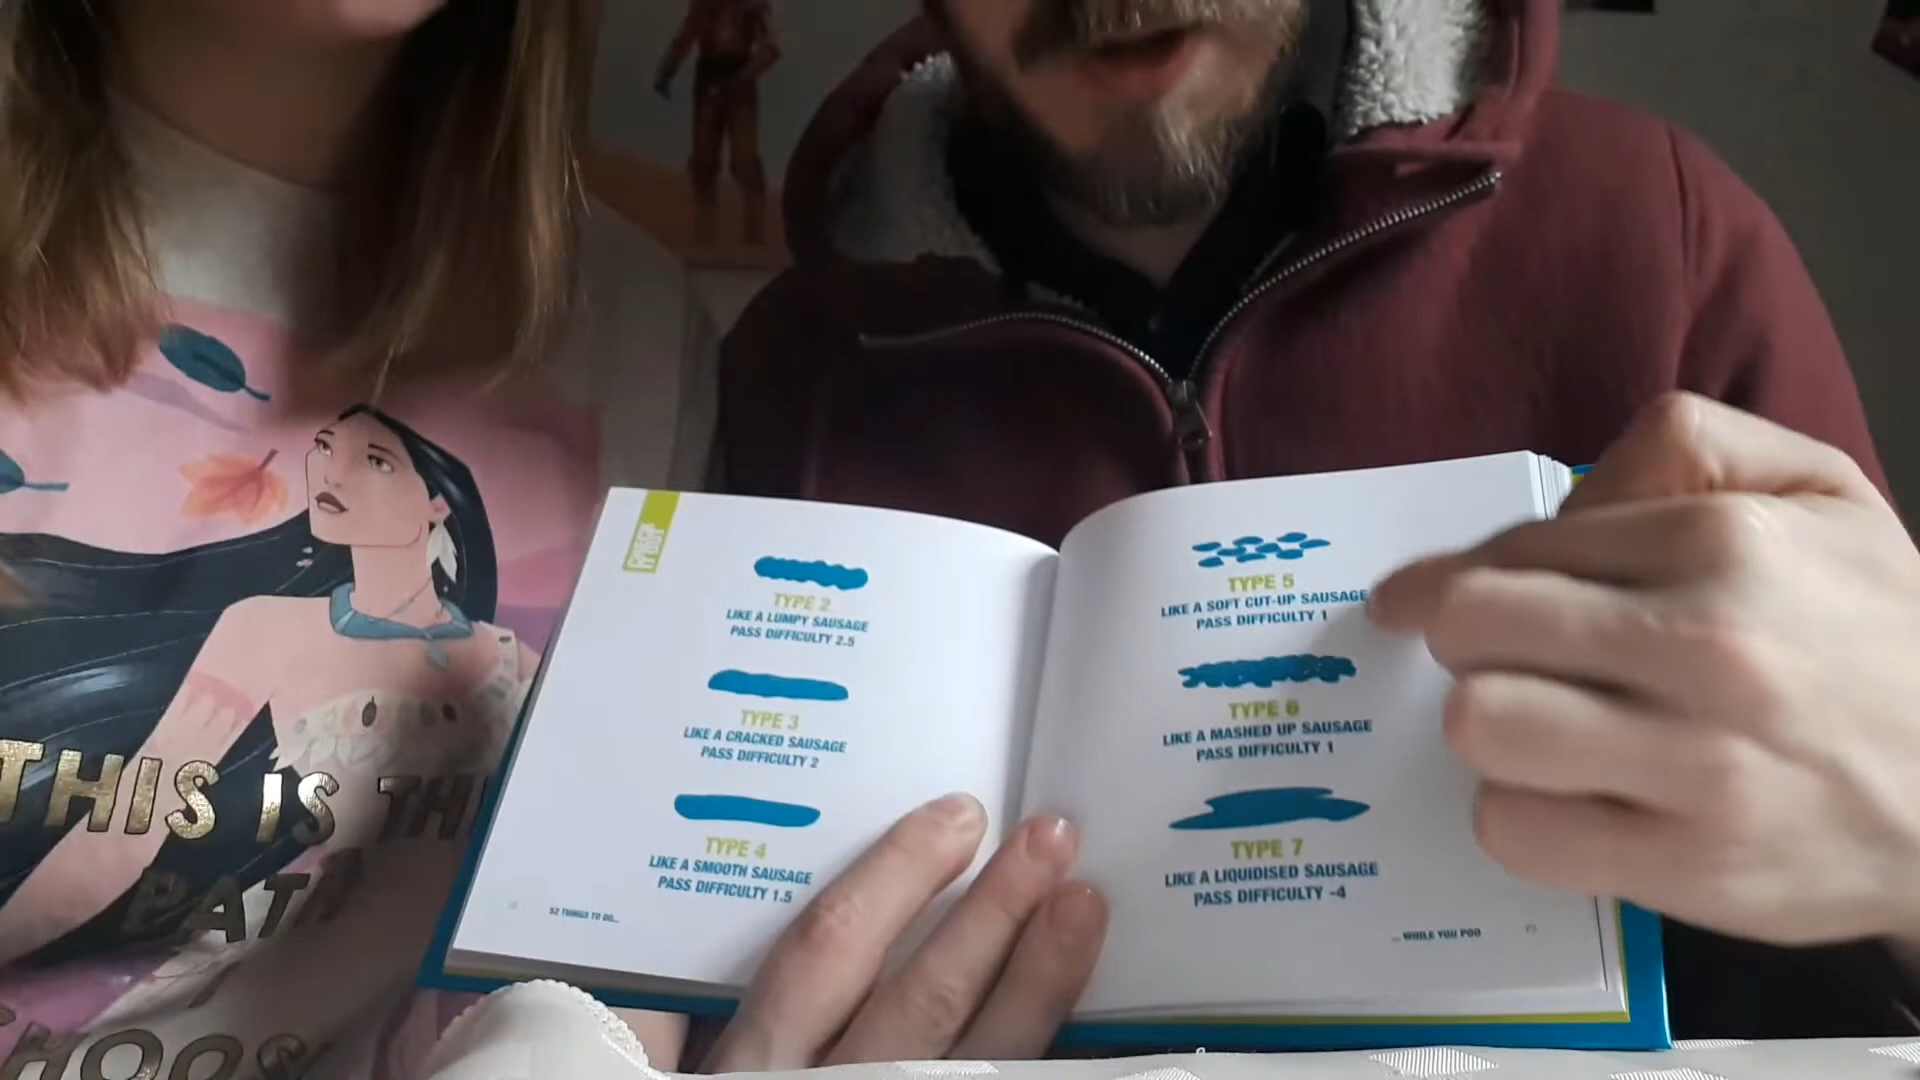 THIS IS TH
PATH
I
CHOOSE
TYPE 2
LIKE A LUMPY SAUSAGE
PASS DIFFICULTY 2.5
TYPE 3
LIKE A CRACKED SAUSAGE
PASS DIFFICULTY 2
TYPE 4
LIKE A SMOOTH SAUSAGE
PASS DIFFICULTY 1.5
52 THINGS TO DO...
TYPE 5
LIKE A SOFT CUT-UP SAUSAGE
PASS DIFFICULTY 1
TYPE 6
LIKE A MASHED UP SAUSAGE
PASS DIFFICULTY 1
TYPE 7
LIKE A LIQUIDISED SAUSAGE
PASS DIFFICULTY -4
... WHILE YOU POO